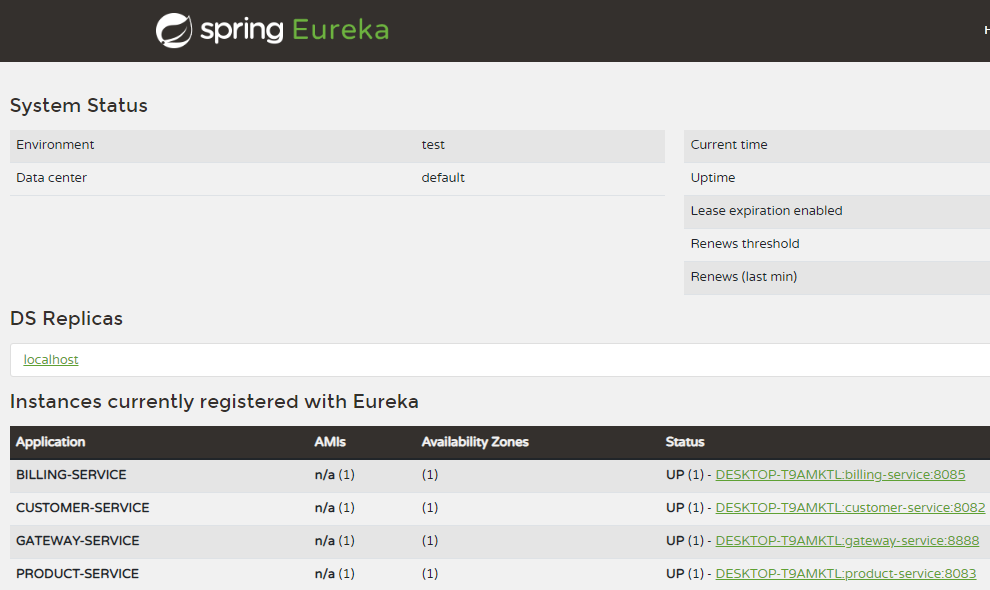 spring Eureka
H
System Status
Environment test
Data center default
Current time
Uptime
Lease expiration enabled
Renews threshold
Renews (last min)
DS Replicas
localhost
Instances currently registered with Eureka
Application AMIs Availability Zones Status
BILLING-SERVICE n/a (1) (1) UP (1) - DESKTOP-T9AMKTL:billing-service:8085
CUSTOMER-SERVICE n/a (1) (1) UP (1) - DESKTOP-T9AMKTL:customer-service:8082
GATEWAY-SERVICE n/a (1) (1) UP (1) - DESKTOP-T9AMKTL:gateway-service:8888
PRODUCT-SERVICE n/a (1) (1) UP (1) - DESKTOP-T9AMKTL:product-service:8083